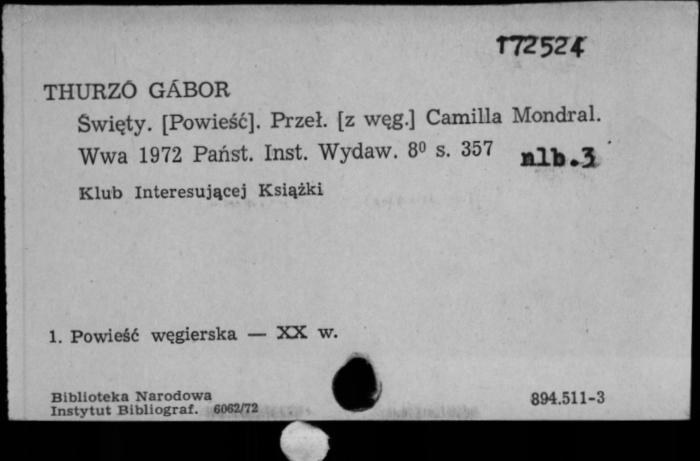 172524
THURZÓ GÁBOR
Święty. [Powieść]. Przeł. [z węg.] Camilla Mondral.
Wwa 1972 Państ. Inst. Wydaw. 8⁰ s. 357 nlb.3
Klub Interesującej Książki
1. Powieść węgierska — XX w.
Biblioteka Narodowa
Instytut Bibliograf. 6062/72
894.511-3